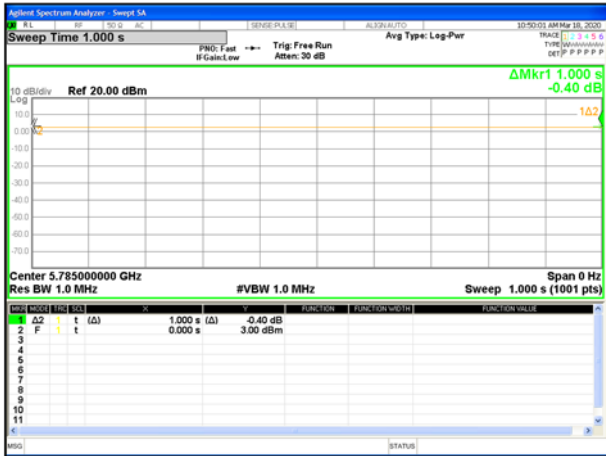 Agilent Spectrum Analyzer - Swept SA
RL RF 50 Ω AC SENSE:PULSE ALIGN AUTO 10:50:01 AM Mar 18, 2020
Sweep Time 1.000 s
PNO: Fast Trig: Free Run Avg Type: Log-Pwr TRACE 1 2 3 4 5 6
IFGain:Low Atten: 30 dB TYPE
DET P P P P P P
ΔMkr1 1.000 s
-0.40 dB
10 dB/div Ref 20.00 dBm
Log
10.0
1Δ2
0.00
-10.0
-20.0
-30.0
-40.0
-50.0
-60.0
-70.0
Center 5.785000000 GHz Span 0 Hz
Res BW 1.0 MHz #VBW 1.0 MHz Sweep 1.000 s (1001 pts)
MKR MODE TRC SCL X Y FUNCTION FUNCTION WIDTH FUNCTION VALUE
1 Δ2 1 t (Δ) 1.000 s (Δ) -0.40 dB
2 F 1 t 0.000 s 3.00 dBm
3
4
5
6
7
8
9
10
11
MSG STATUS